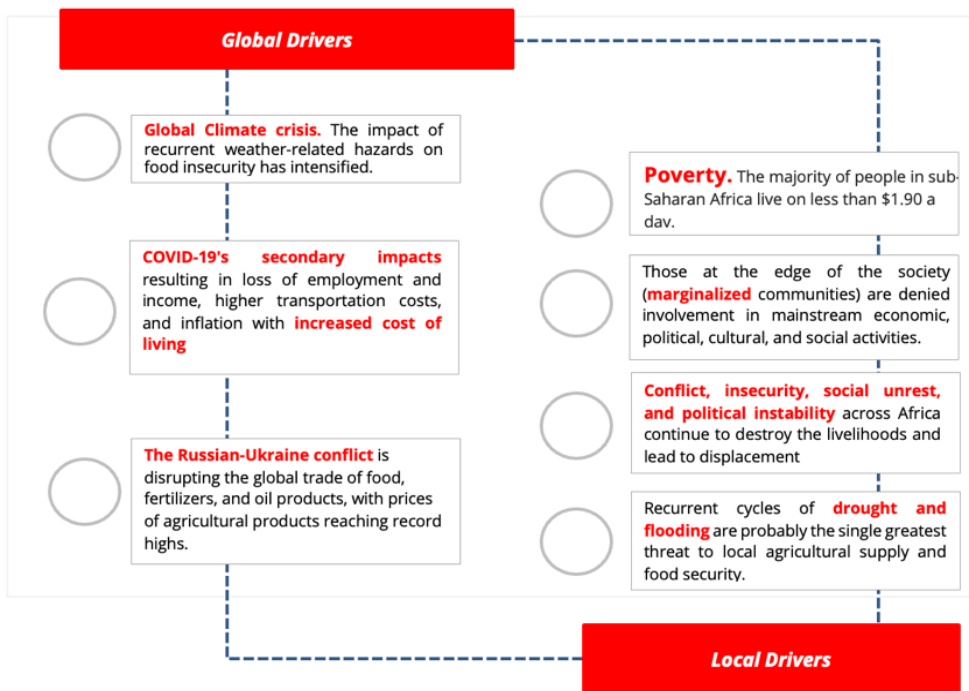 Global Drivers
Global Climate crisis. The impact of
recurrent weather-related hazards on
food insecurity has intensified.
COVID-19's secondary impacts
resulting in loss of employment and
income, higher transportation costs,
and inflation with increased cost of
living
The Russian-Ukraine conflict is
disrupting the global trade of food,
fertilizers, and oil products, with prices
of agricultural products reaching record
highs.
Poverty. The majority of people in sub-
Saharan Africa live on less than $1.90 a
day.
Those at the edge of the society
(marginalized communities) are denied
involvement in mainstream economic,
political, cultural, and social activities.
Conflict, insecurity, social unrest,
and political instability across Africa
continue to destroy the livelihoods and
lead to displacement
Recurrent cycles of drought and
flooding are probably the single greatest
threat to local agricultural supply and
food security.
Local Drivers